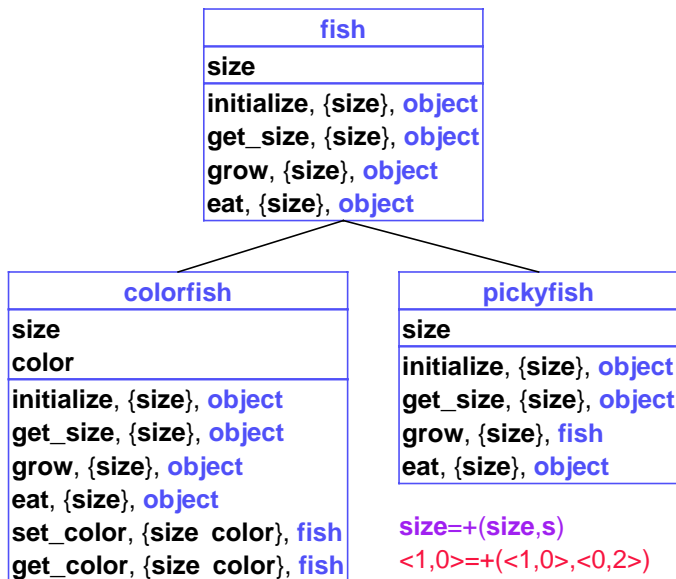 fish
size
initialize, {size}, object
get_size, {size}, object
grow, {size}, object
eat, {size}, object
colorfish
size
color
initialize, {size}, object
get_size, {size}, object
grow, {size}, object
eat, {size}, object
set_color, {size color}, fish
get_color, {size color}, fish
pickyfish
size
initialize, {size}, object
get_size, {size}, object
grow, {size}, fish
eat, {size}, object
size=+(size,s)
<1,0>=+(<1,0>,<0,2>)